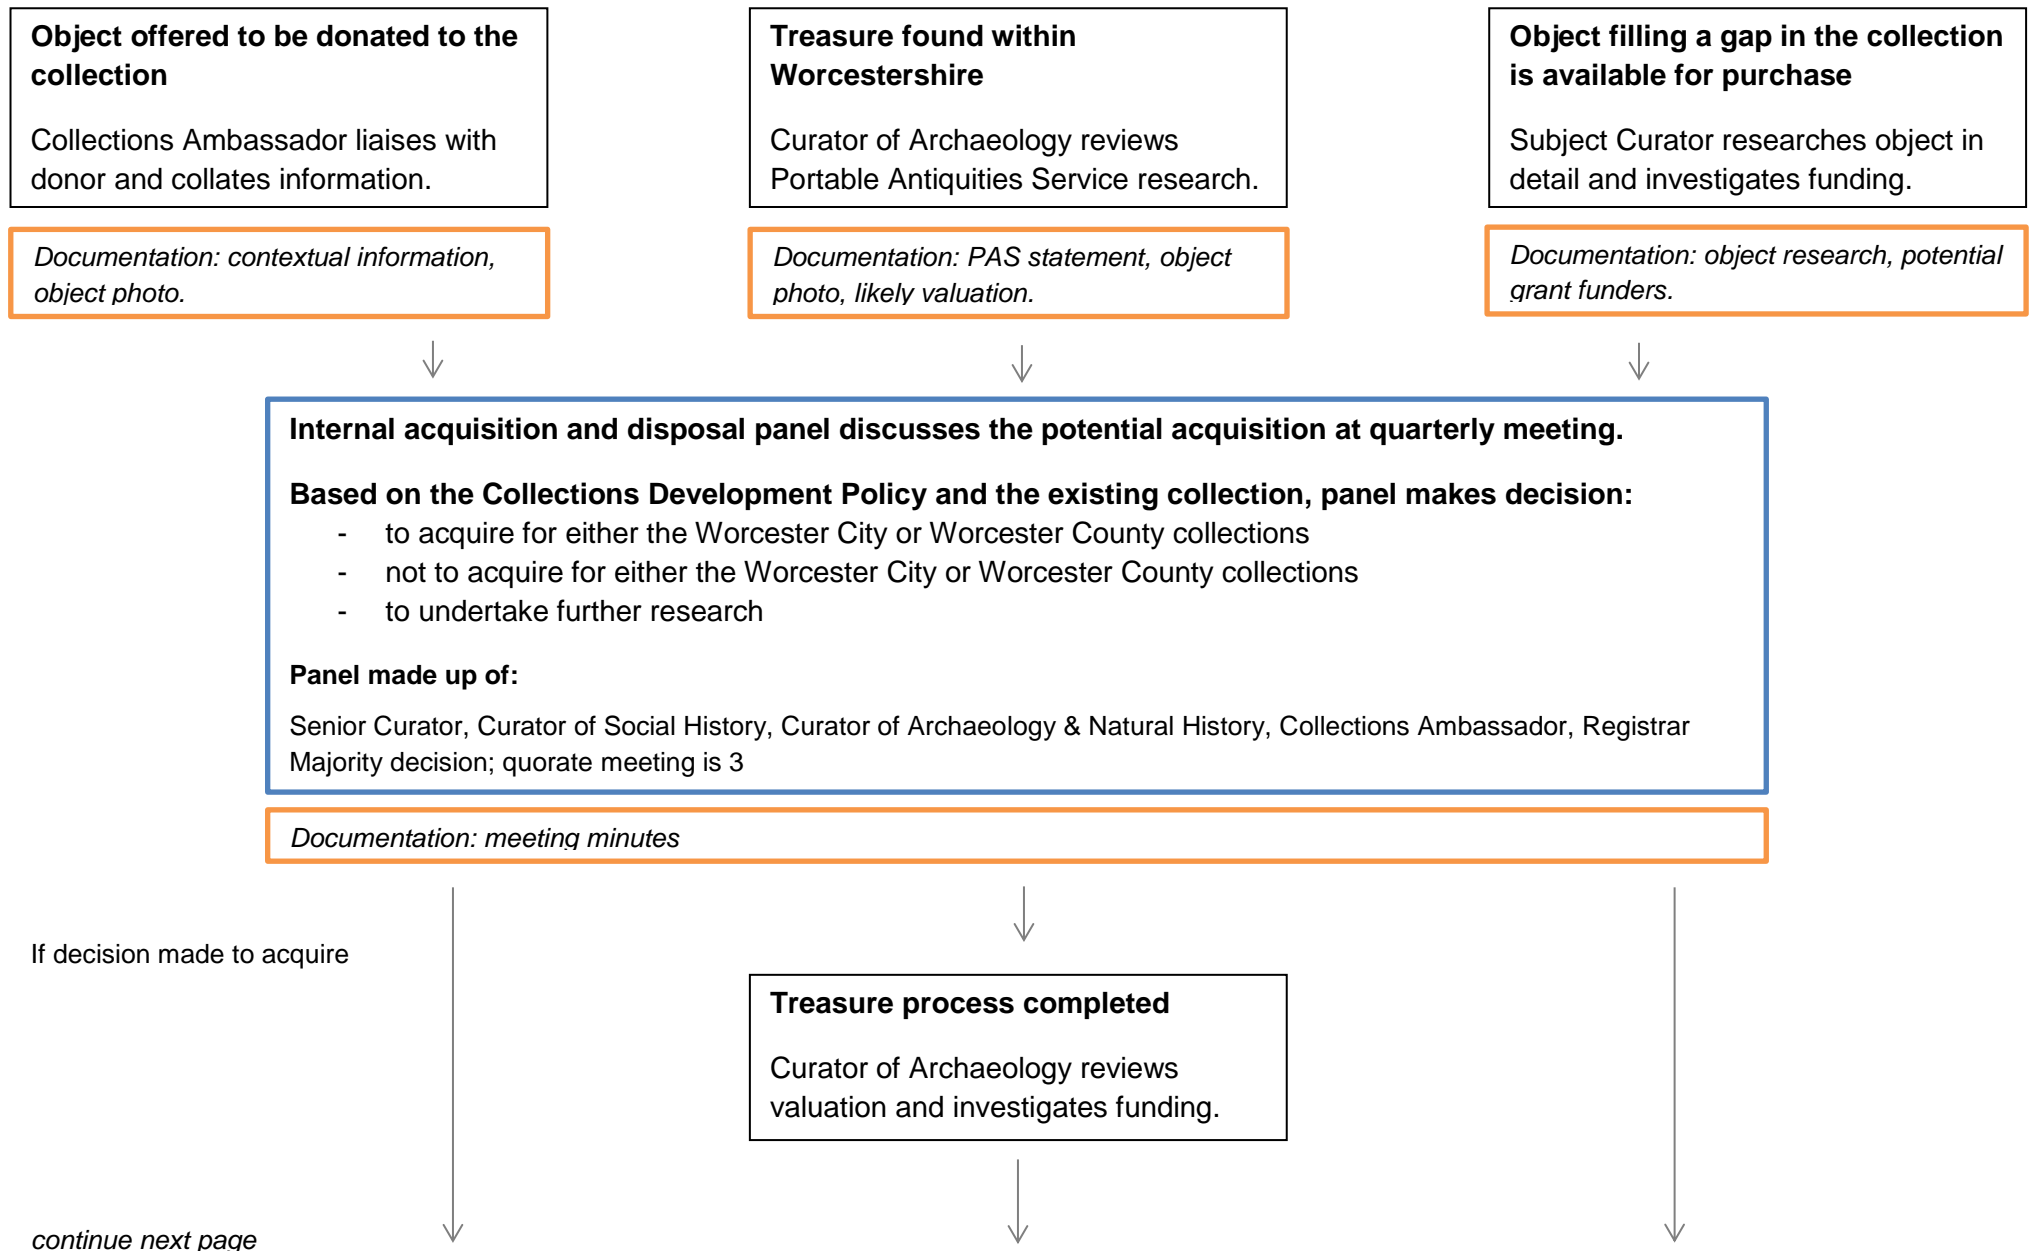 Object offered to be donated to the
collection
Collections Ambassador liaises with
donor and collates information.
Documentation: contextual information,
object photo.
Treasure found within
Worcestershire
Curator of Archaeology reviews
Portable Antiquities Service research.
Documentation: PAS statement, object
photo, likely valuation.
Object filling a gap in the collection
is available for purchase
Subject Curator researches object in
detail and investigates funding.
Documentation: object research, potential
grant funders.
Internal acquisition and disposal panel discusses the potential acquisition at quarterly meeting.
Based on the Collections Development Policy and the existing collection, panel makes decision:
- to acquire for either the Worcester City or Worcester County collections
- not to acquire for either the Worcester City or Worcester County collections
- to undertake further research
Panel made up of:
Senior Curator, Curator of Social History, Curator of Archaeology & Natural History, Collections Ambassador, Registrar
Majority decision; quorate meeting is 3
Documentation: meeting minutes
If decision made to acquire
Treasure process completed
Curator of Archaeology reviews
valuation and investigates funding.
continue next page